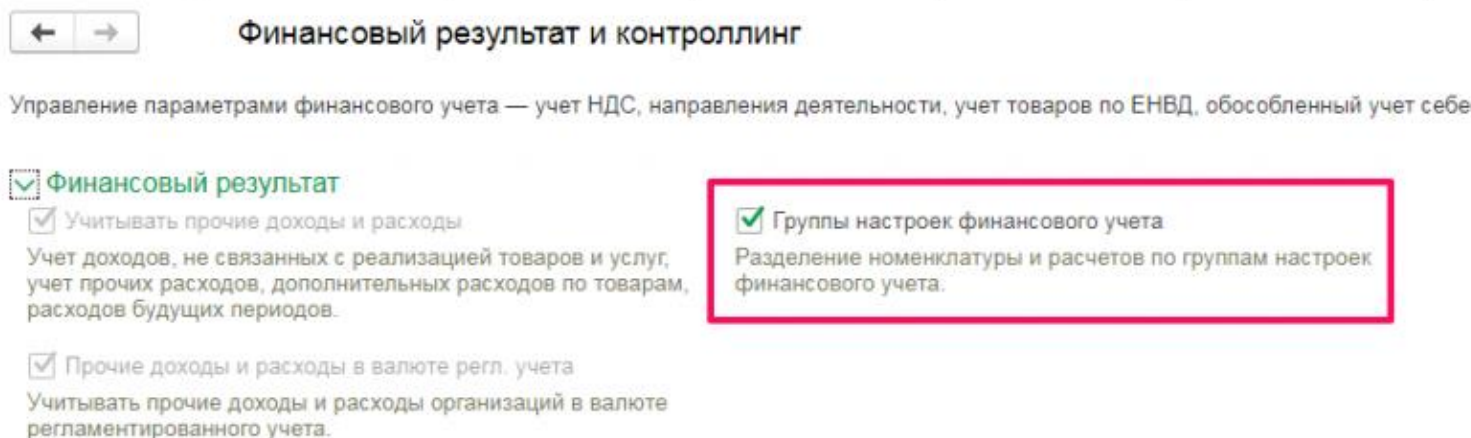 Финансовый результат и контроллинг
Управление параметрами финансового учета — учет НДС, направления деятельности, учет товаров по ЕНВД, обособленный учет себе
Финансовый результат
Учитывать прочие доходы и расходы
Учет доходов, не связанных с реализацией товаров и услуг,
учет прочих расходов, дополнительных расходов по товарам,
расходов будущих периодов.
Группы настроек финансового учета
Разделение номенклатуры и расчетов по группам настроек
финансового учета.
Прочие доходы и расходы в валюте регл. учета
Учитывать прочие доходы и расходы организаций в валюте
регламентированного учета.